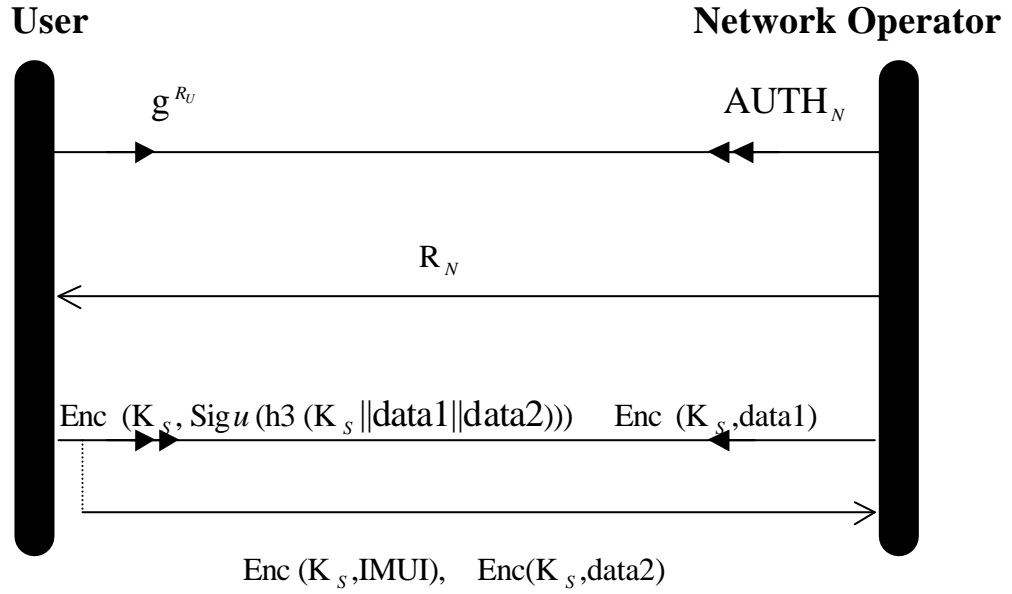 User Network Operator
g^{R_U} AUTH_N
R_N
Enc (K_S, Sigu (h3 (K_S ||data1||data2))) Enc (K_S,data1)
Enc (K_S,IMUI), Enc(K_S,data2)